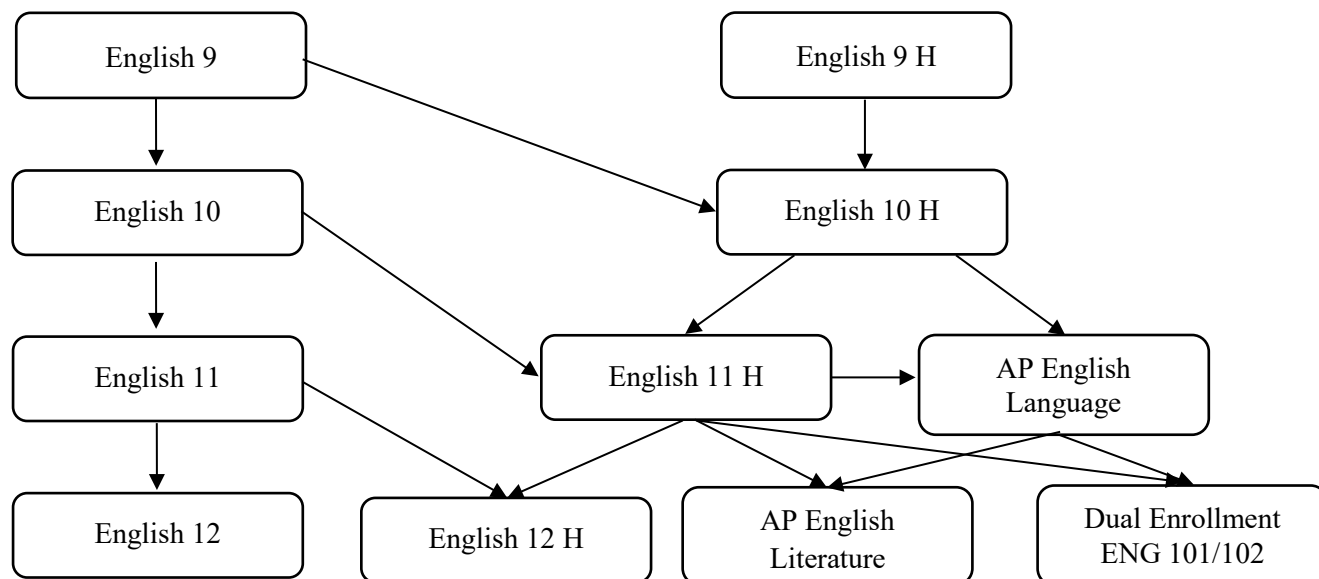 English 9
English 9 H
English 10
English 10 H
English 11
English 11 H
AP English
Language
English 12
English 12 H
AP English
Literature
Dual Enrollment
ENG 101/102